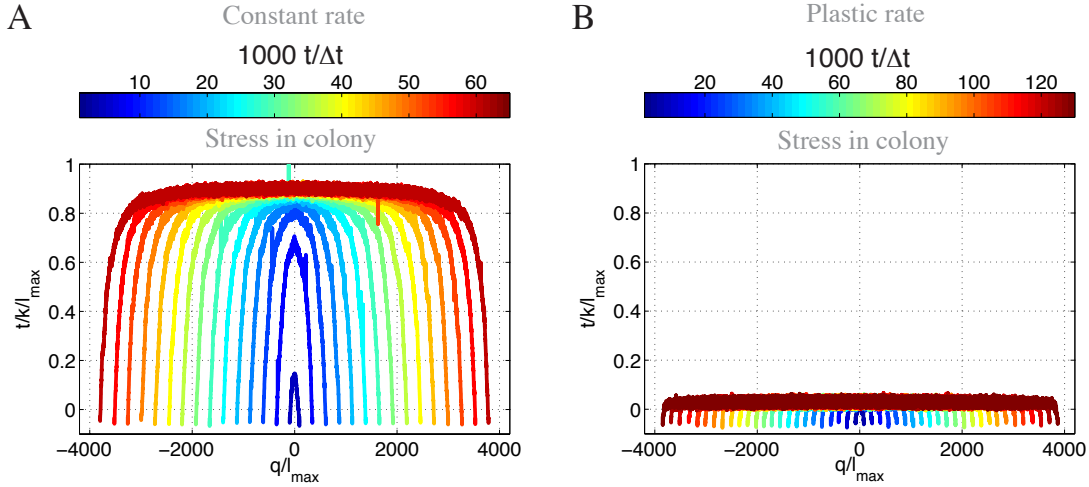 A
Constant rate
1000 t/Δt
10 20 30 40 50 60
Stress in colony
1
0.8
0.6
0.4
0.2
0
t/k/l_max
−4000 −2000 0 2000 4000
q/l_max
B
Plastic rate
1000 t/Δt
20 40 60 80 100 120
Stress in colony
1
0.8
0.6
0.4
0.2
0
t/k/l_max
−4000 −2000 0 2000 4000
q/l_max